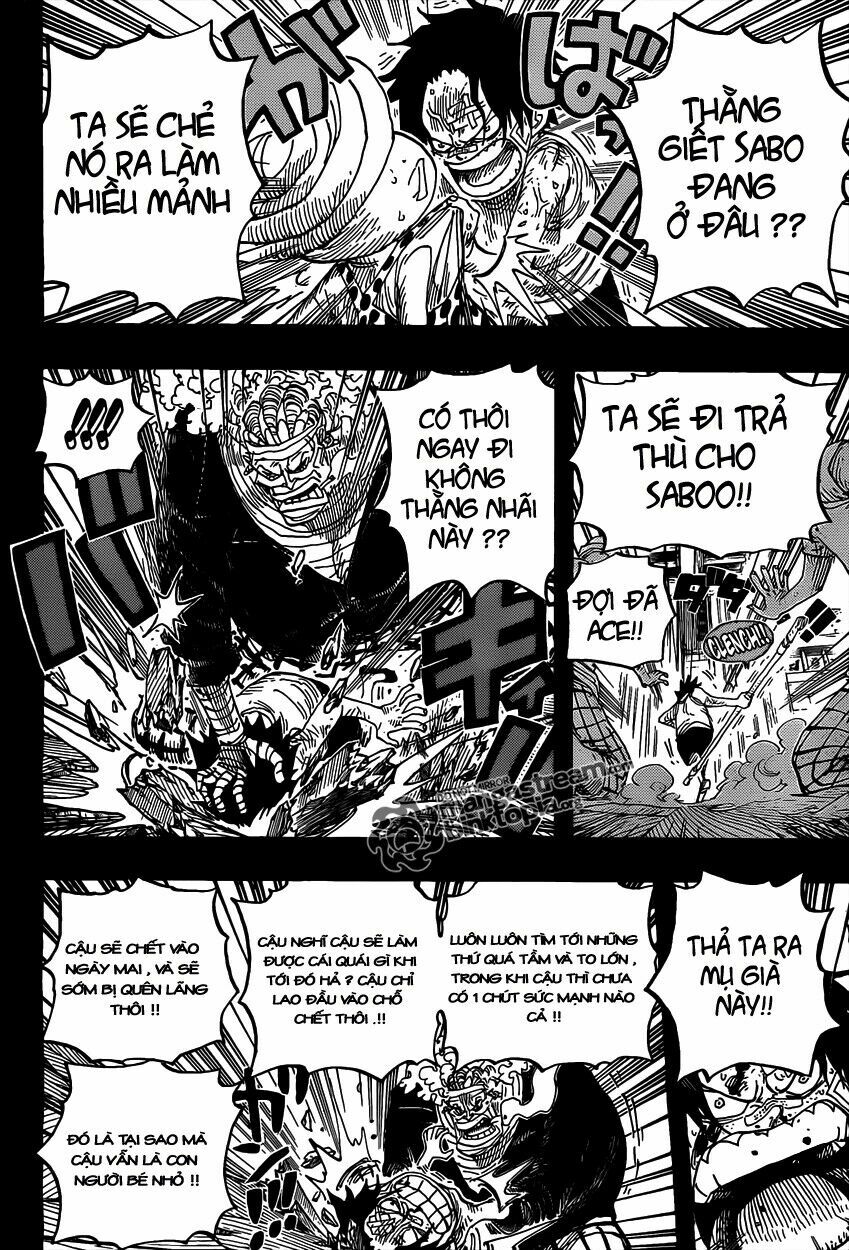 THẰNG
GIẾT SABO
ĐANG
Ở ĐÂU ??
TA SẼ CHẺ
NÓ RA LÀM
NHIỀU MẢNH
ば
!!
が
TA SẼ ĐI TRẢ
THÙ CHO
SABOO!!
ĐỢI ĐÃ
ACE!!
ダダ
!!
CLENCH!!
CÓ THÔI
NGAY ĐI
KHÔNG
THẰNG NHÃI
NÀY ??
!!!
THẢ TA RA
MỤ GIÀ
NÀY!!
LUÔN LUÔN TÌM TỚI NHỮNG
THỨ QUÁ TẦM VÀ TO LỚN ,
TRONG KHI CẬU THÌ CHƯA
CÓ 1 CHÚT SỨC MẠNH NÀO
CẢ !!
CẬU NGHĨ CẬU SẼ LÀM
ĐƯỢC CÁI QUÁI GÌ KHI
TỚI ĐÓ HẢ ? CẬU CHỈ
LAO ĐẦU VÀO CHỖ
CHẾT THÔI .!!
CẬU SẼ CHẾT VÀO
NGÀY MAI , VÀ SẼ
SỚM BỊ QUÊN LÃNG
THÔI !!
ĐÓ LÀ TẠI SAO MÀ
CẬU VẪN LÀ CON
NGƯỜI BÉ NHỎ !!